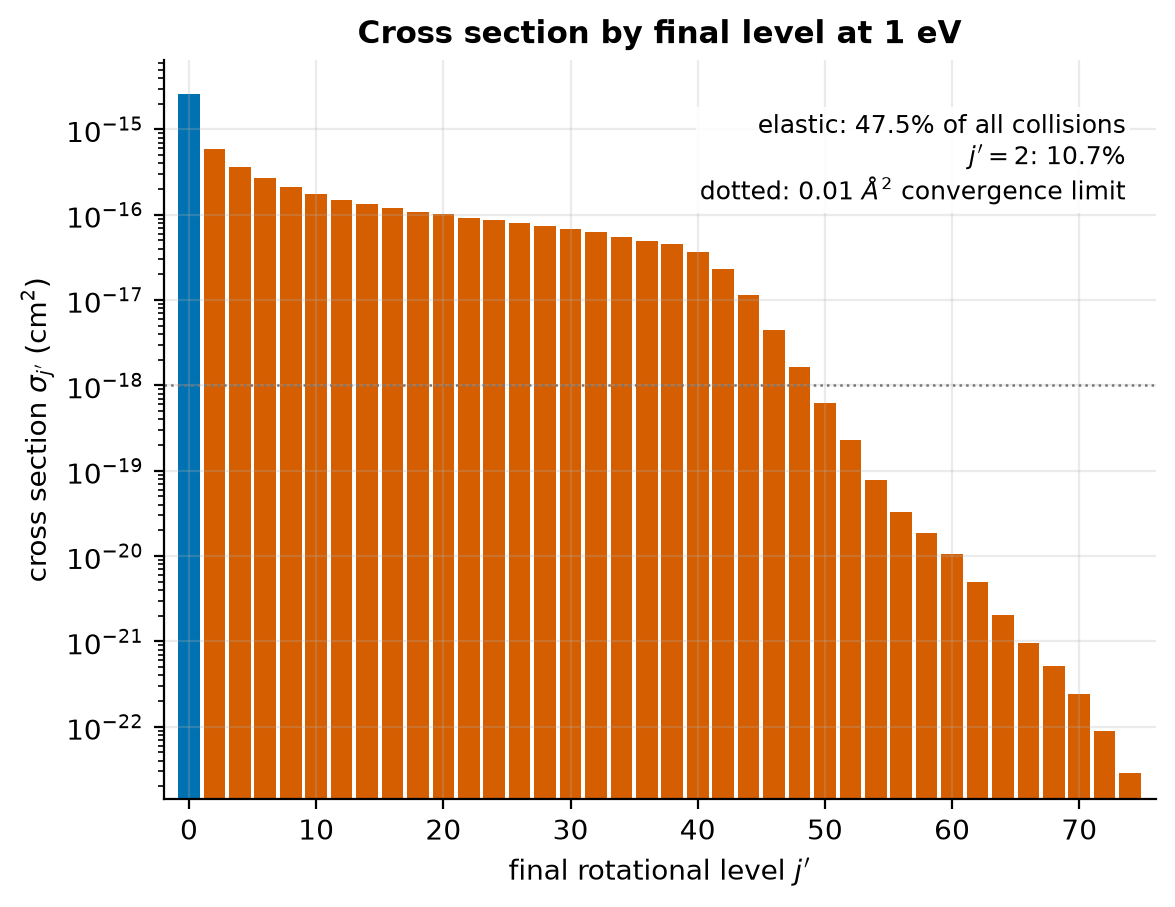 Cross section by final level at 1 eV
elastic: 47.5% of all collisions
j′ = 2: 10.7%
dotted: 0.01 Å² convergence limit
cross section σⱼ′ (cm²)
10⁻¹⁵
10⁻¹⁶
10⁻¹⁷
10⁻¹⁸
10⁻¹⁹
10⁻²⁰
10⁻²¹
10⁻²²
0 10 20 30 40 50 60 70
final rotational level j′